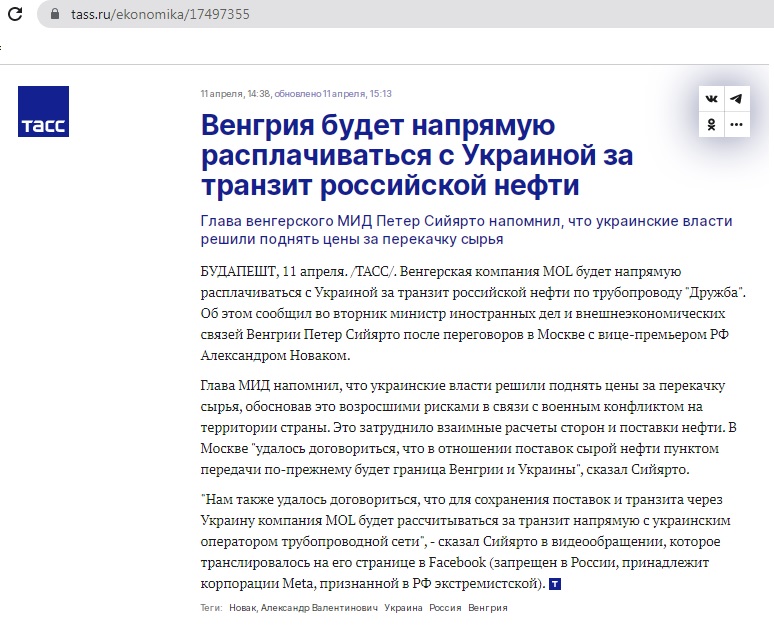 tass.ru/ekonomika/17497355
11 апреля, 14:38, обновлено 11 апреля, 15:13
ТАСС
Венгрия будет напрямую
расплачиваться с Украиной за
транзит российской нефти
Глава венгерского МИД Петер Сийярто напомнил, что украинские власти
решили поднять цены за перекачку сырья
БУДАПЕШТ, 11 апреля. /ТАСС/. Венгерская компания MOL будет напрямую
расплачиваться с Украиной за транзит российской нефти по трубопроводу "Дружба".
Об этом сообщил во вторник министр иностранных дел и внешнеэкономических
связей Венгрии Петер Сийярто после переговоров в Москве с вице-премьером РФ
Александром Новаком.
Глава МИД напомнил, что украинские власти решили поднять цены за перекачку
сырья, обосновав это возросшими рисками в связи с военным конфликтом на
территории страны. Это затруднило взаимные расчеты сторон и поставки нефти. В
Москве "удалось договориться, что в отношении поставок сырой нефти пунктом
передачи по-прежнему будет граница Венгрии и Украины", сказал Сийярто.
"Нам также удалось договориться, что для сохранения поставок и транзита через
Украину компания MOL будет рассчитываться за транзит напрямую с украинским
оператором трубопроводной сети", - сказал Сийярто в видеообращении, которое
транслировалось на его странице в Facebook (запрещен в России, принадлежит
корпорации Meta, признанной в РФ экстремистской). Т
Теги: Новак, Александр Валентинович Украина Россия Венгрия